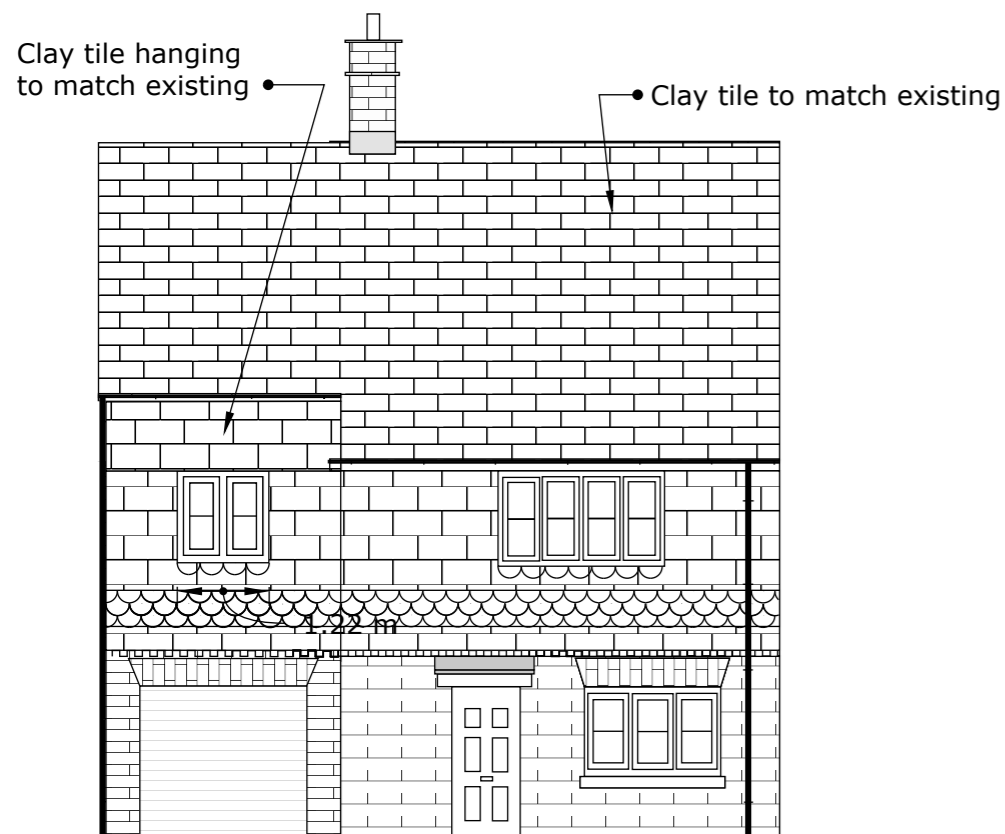 Clay tile hanging
to match existing
Clay tile to match existing
1.22 m